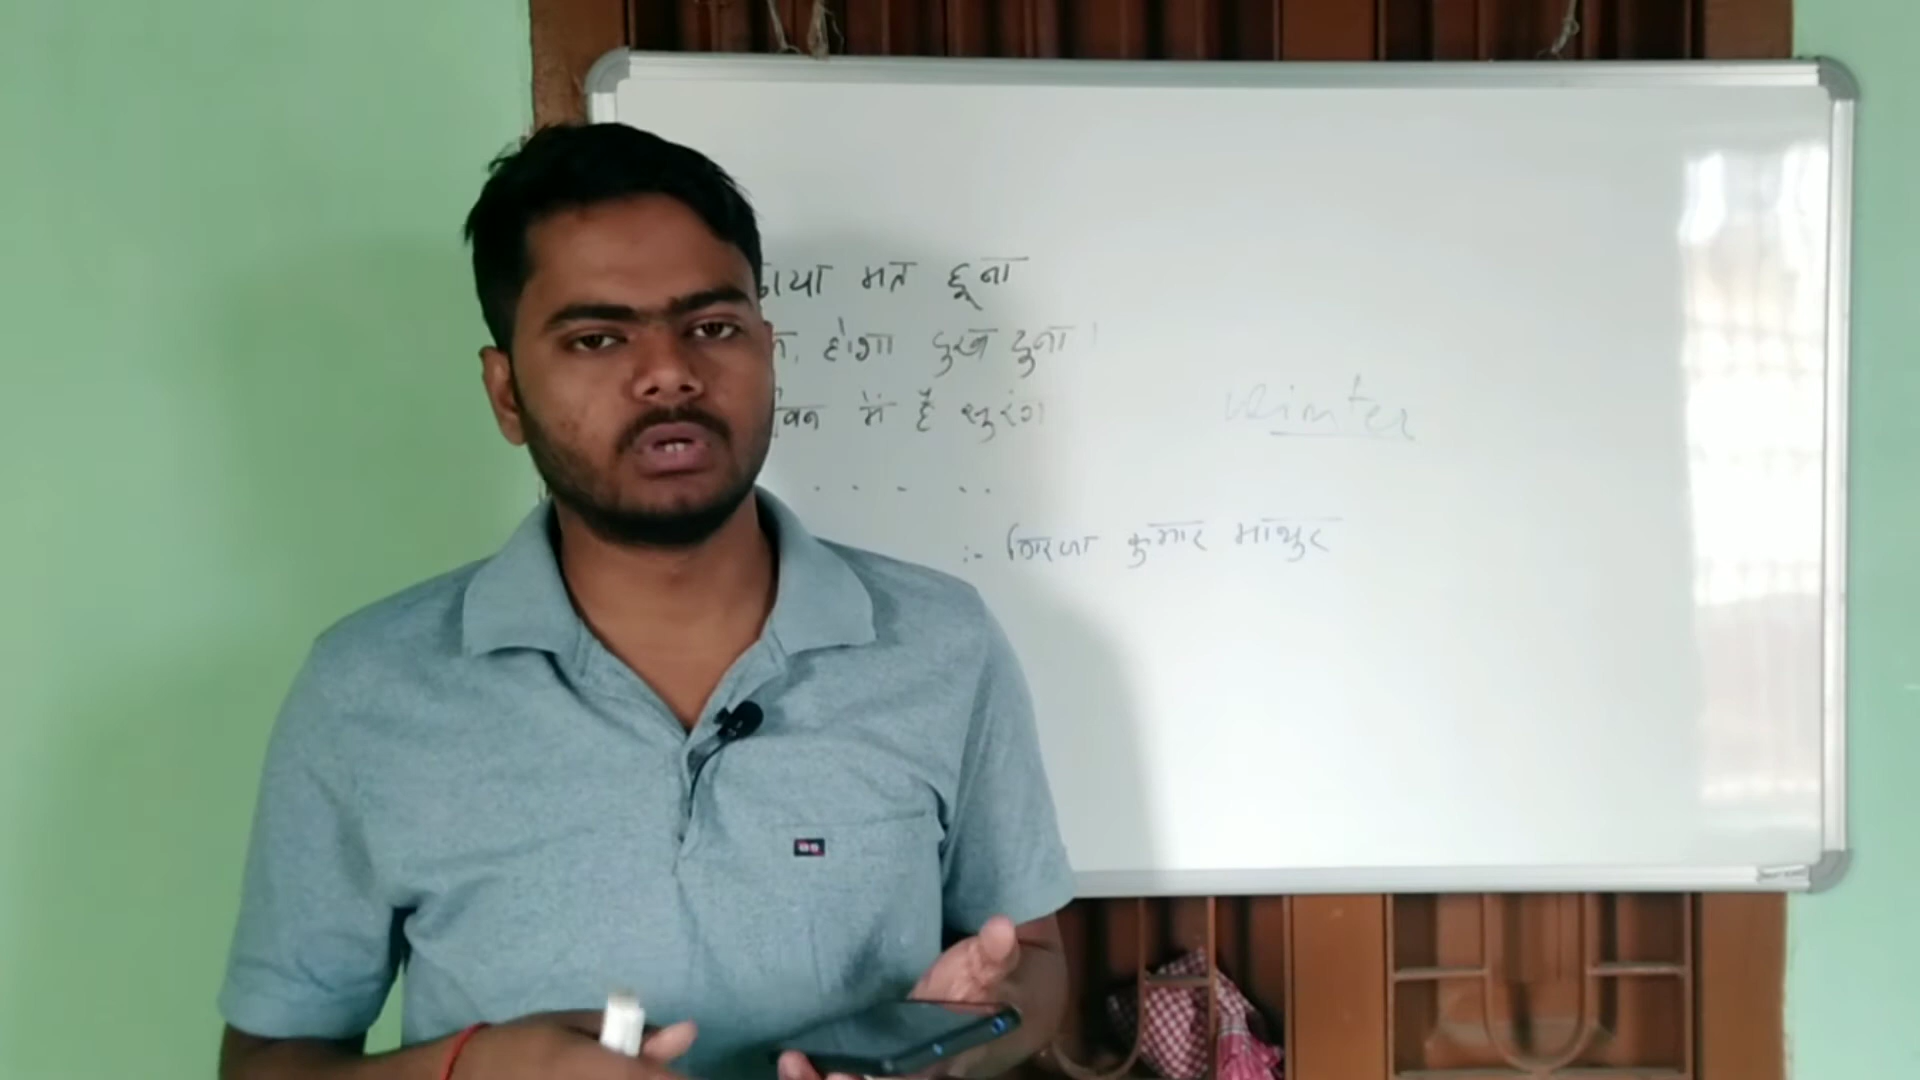 छाया मत छूना
होगा दुख दूना।
में है सुरंग
. . . . ..
:- गिरजा कुमार माथुर
Winter